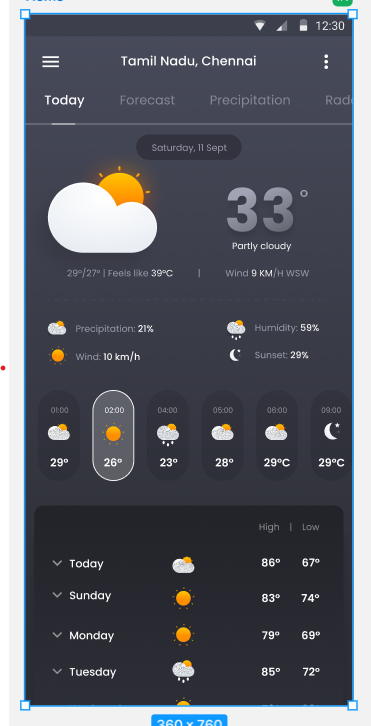 12:30
Tamil Nadu, Chennai
Today Forecast Precipitation Rada
Saturday, 11 Sept
33°
Partly cloudy
29°/27° | Feels like 39°C | Wind 9 KM/H WSW
Precipitation: 21% Humidity: 59%
Wind: 10 km/h Sunset: 29%
01:00 02:00 04:00 05:00 06:00 09:00
29° 26° 23° 28° 29°C 29°C
High | Low
Today 86° 67°
Sunday 83° 74°
Monday 79° 69°
Tuesday 85° 72°
360 × 760